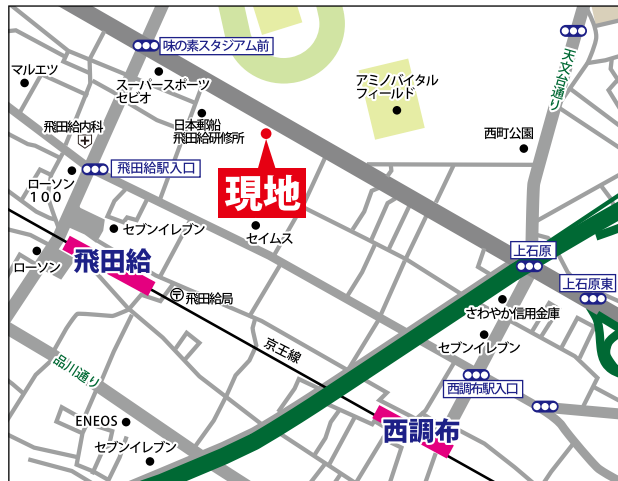 味の素スタジアム前
天文台通り
マルエツ
スーパースポーツ
ゼビオ
アミノバイタル
フィールド
日本郵船
飛田給研修所
飛田給内科
西町公園
飛田給駅入口
ローソン
100
現地
セブンイレブン
セイムス
飛田給
ローソン
上石原
上石原東
〒飛田給局
さわやか信用金庫
京王線
セブンイレブン
品川通り
西調布駅入口
ENEOS
西調布
セブンイレブン